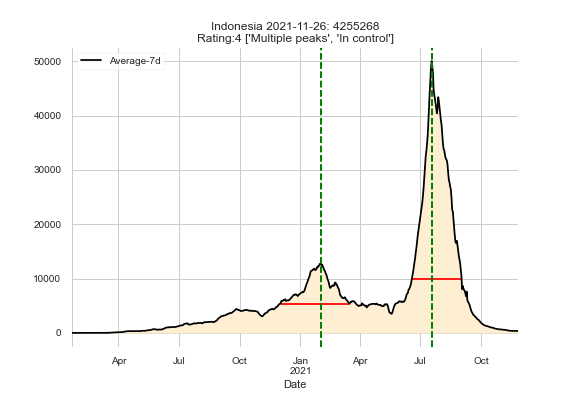 Indonesia 2021-11-26: 4255268
Rating:4 ['Multiple peaks', 'In control']
Average-7d
50000
40000
30000
20000
10000
0
Apr Jul Oct Jan Apr Jul Oct
2021
Date